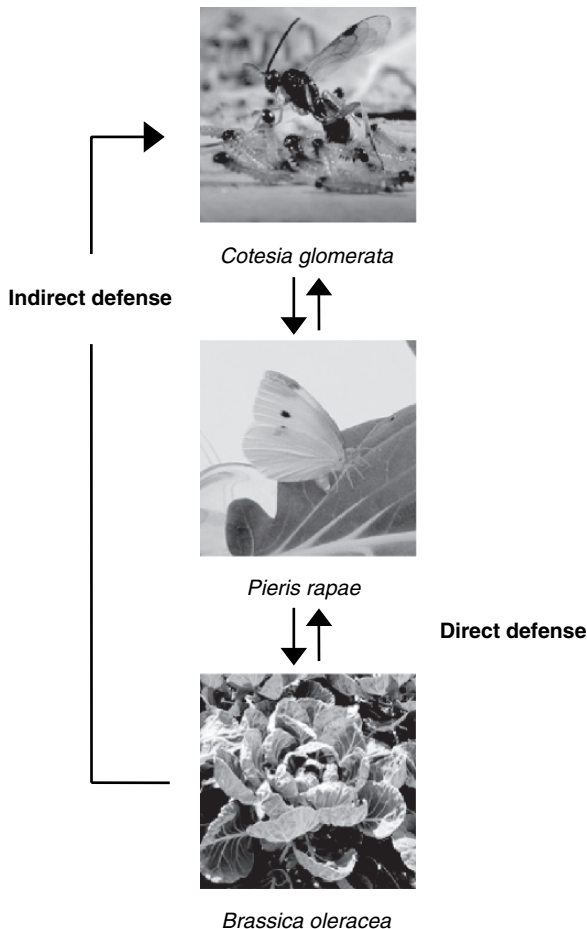 Cotesia glomerata
Indirect defense
Pieris rapae
Direct defense
Brassica oleracea